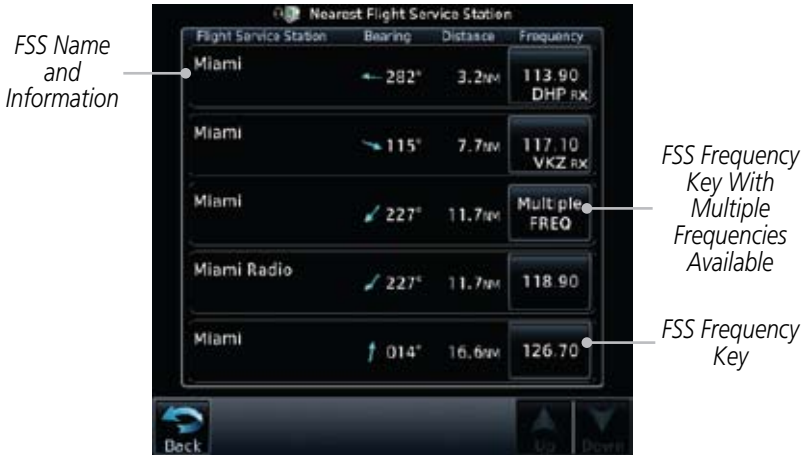 Nearest Flight Service Station
Flight Service Station Bearing Distance Frequency
FSS Name
and
Information
Miami 282° 3.2NM 113.90
DHP RX
Miami 115° 7.7NM 117.10
VKZ RX
Miami 227° 11.7NM Multiple
FREQ
FSS Frequency
Key With
Multiple
Frequencies
Available
Miami Radio 227° 11.7NM 118.90
Miami 014° 16.6NM 126.70
FSS Frequency
Key
Back Up Down